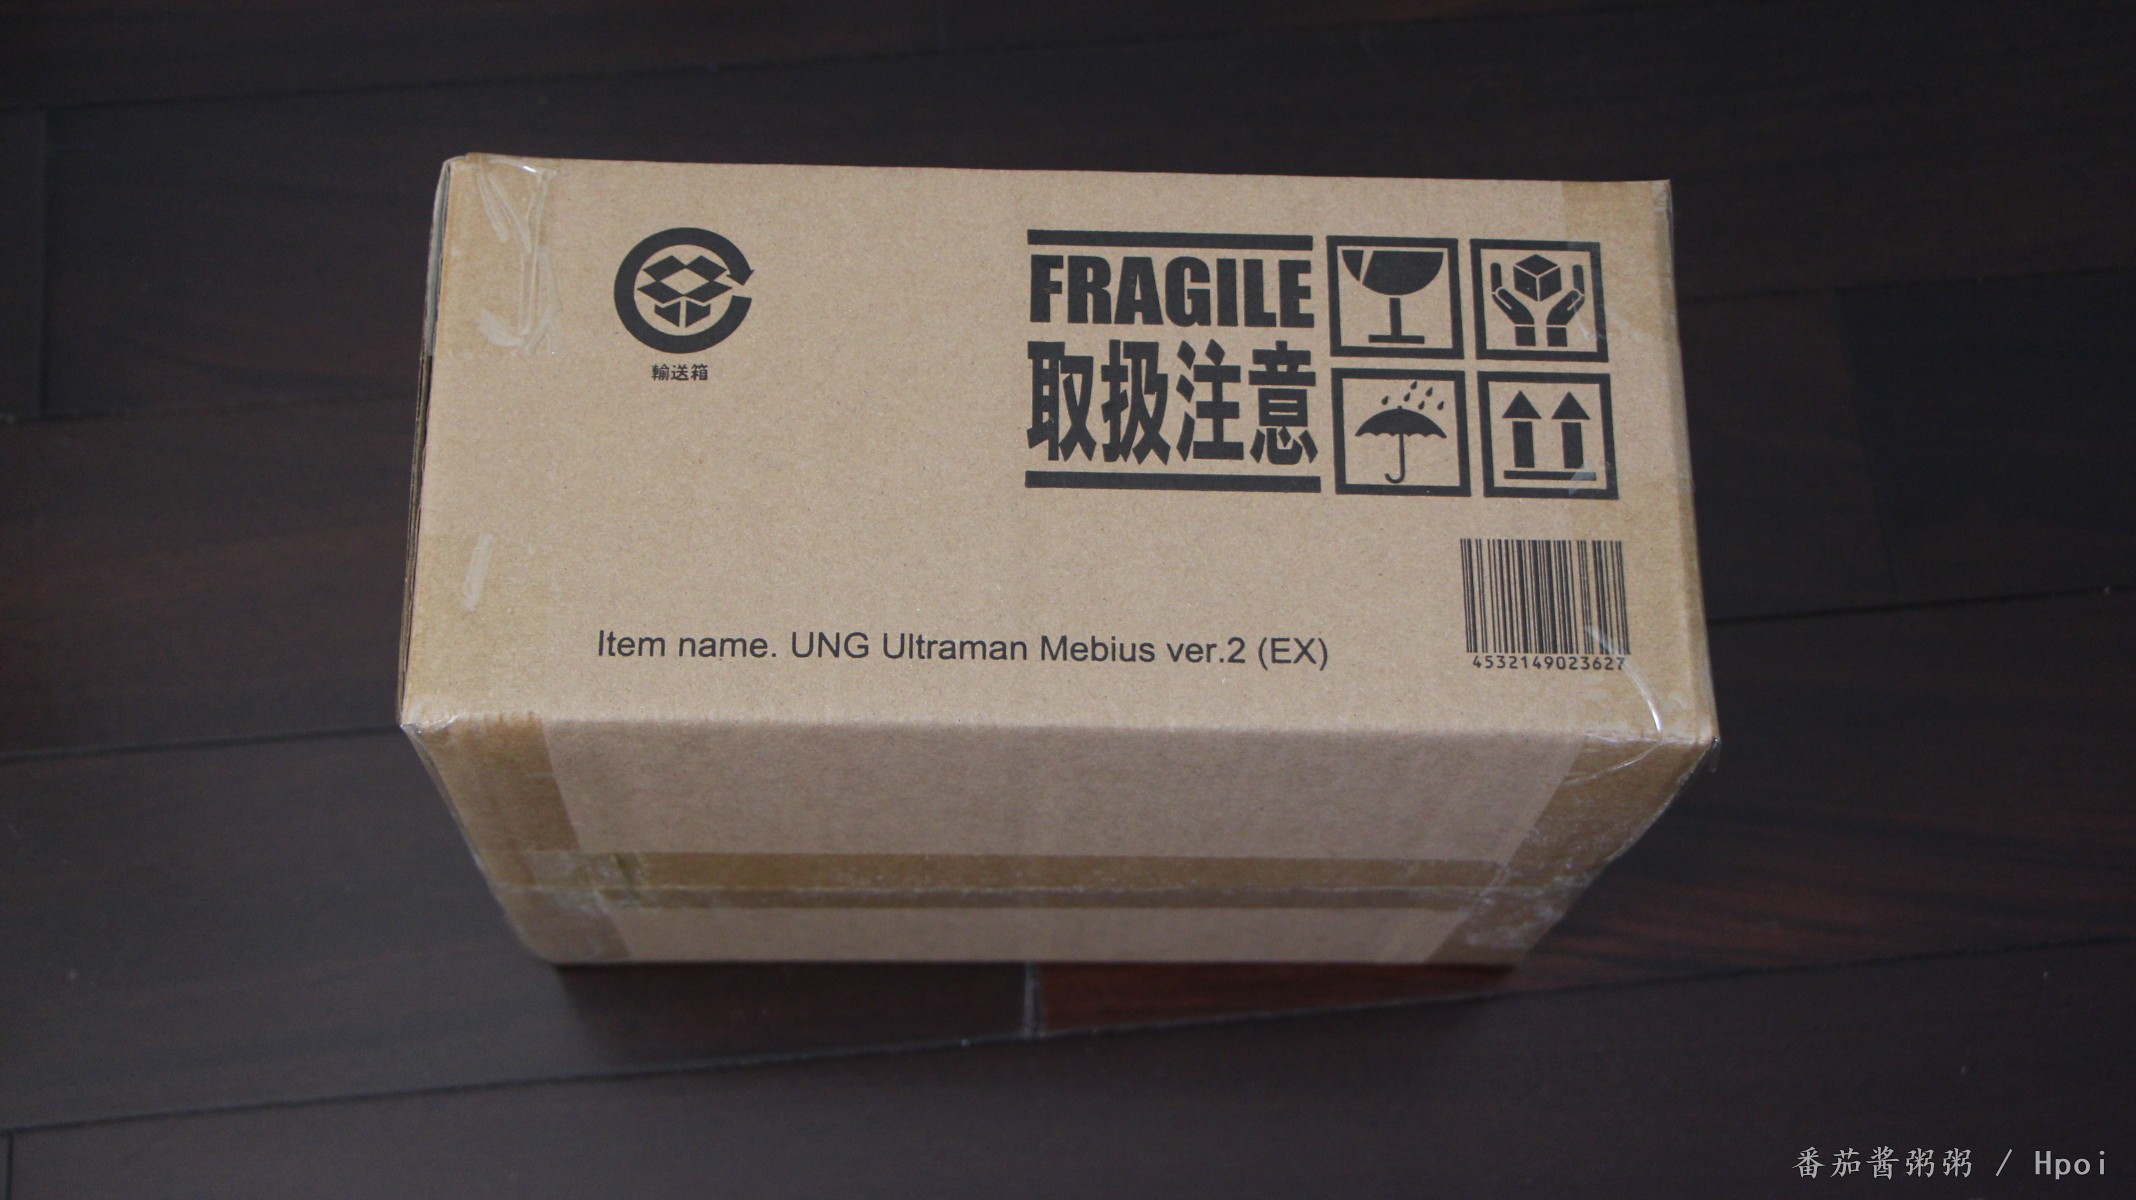 輸送箱
FRAGILE
取扱注意
Item name. UNG Ultraman Mebius ver.2 (EX)
4532149023627
番茄酱粥粥 / Hpoi